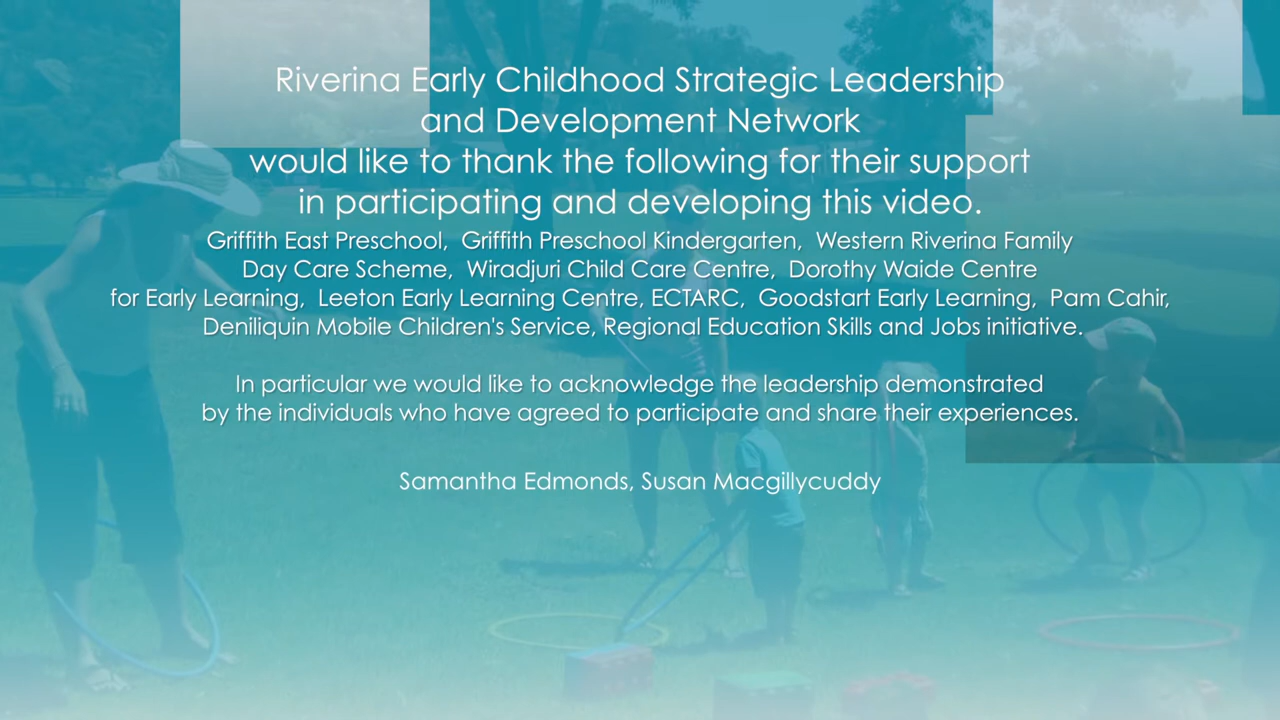 Riverina Early Childhood Strategic Leadership
and Development Network
would like to thank the following for their support
in participating and developing this video.
Griffith East Preschool, Griffith Preschool Kindergarten, Western Riverina Family
Day Care Scheme, Wiradjuri Child Care Centre, Dorothy Waide Centre
for Early Learning, Leeton Early Learning Centre, ECTARC, Goodstart Early Learning, Pam Cahir,
Deniliquin Mobile Children's Service, Regional Education Skills and Jobs initiative.
In particular we would like to acknowledge the leadership demonstrated
by the individuals who have agreed to participate and share their experiences.
Samantha Edmonds, Susan Macgillycuddy